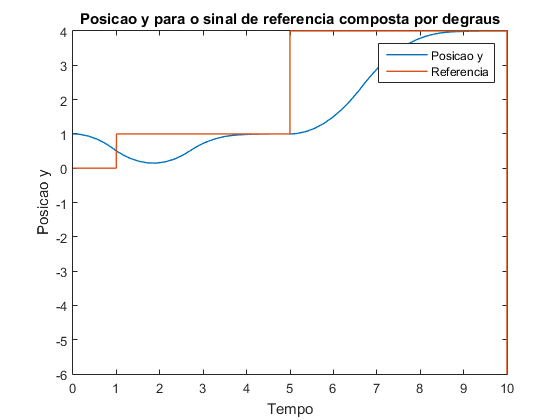 Posicao y para o sinal de referencia composta por degraus
Posicao y
Referencia
4
3
2
1
0
-1
-2
-3
-4
-5
-6
Posicao y
0 1 2 3 4 5 6 7 8 9 10
Tempo